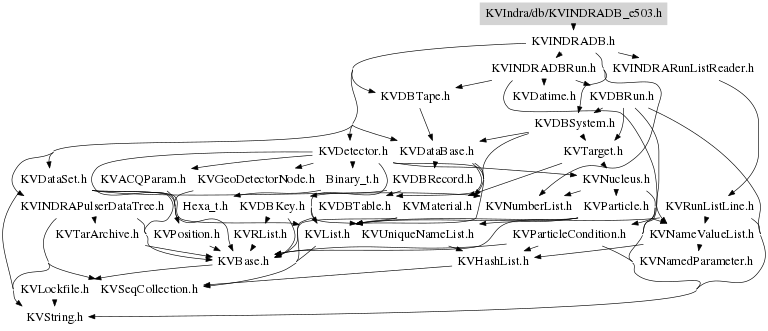 KVIndra/db/KVINDRADB_e503.h
KVINDRADB.h
KVINDRADBRun.h KVINDRARunListReader.h
KVDBTape.h KVDatime.h KVDBRun.h
KVDBSystem.h
KVDetector.h KVDataBase.h KVTarget.h
KVDataSet.h KVACQParam.h KVGeoDetectorNode.h Binary_t.h KVDBRecord.h KVNucleus.h
KVINDRAPulserDataTree.h Hexa_t.h KVDBKey.h KVDBTable.h KVMaterial.h KVNumberList.h KVParticle.h KVRunListLine.h
KVTarArchive.h KVPosition.h KVRList.h KVList.h KVUniqueNameList.h KVParticleCondition.h KVNameValueList.h
KVBase.h KVHashList.h KVNamedParameter.h
KVLockfile.h KVSeqCollection.h
KVString.h